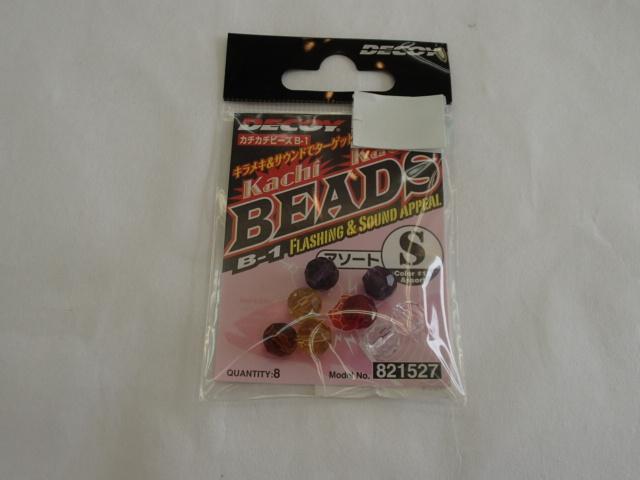 DECOY
DECOY
カチカチビーズ B-1
キラメキ&サウンドでターゲット
Kachi
BEADS
B-1 FLASHING & SOUND APPEAL
アソート S
QUANTITY:8 Model No. 821527